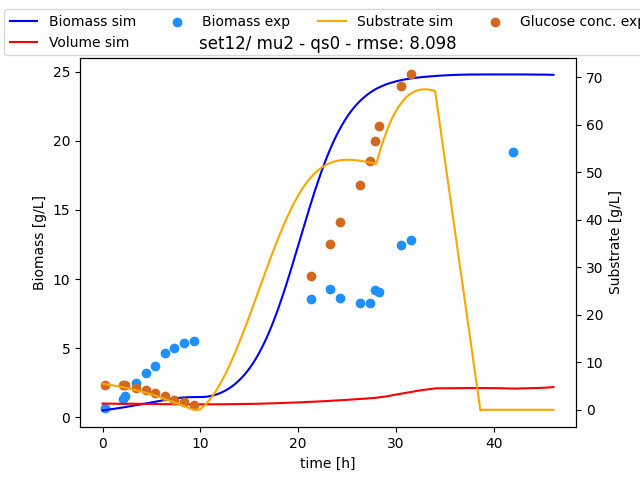 Biomass sim Biomass exp Substrate sim Glucose conc. exp
Volume sim
set12/ mu2 - qs0 - rmse: 8.098
25
20
15
10
5
0
Biomass [g/L]
70
60
50
40
30
20
10
0
Substrate [g/L]
0 10 20 30 40
time [h]